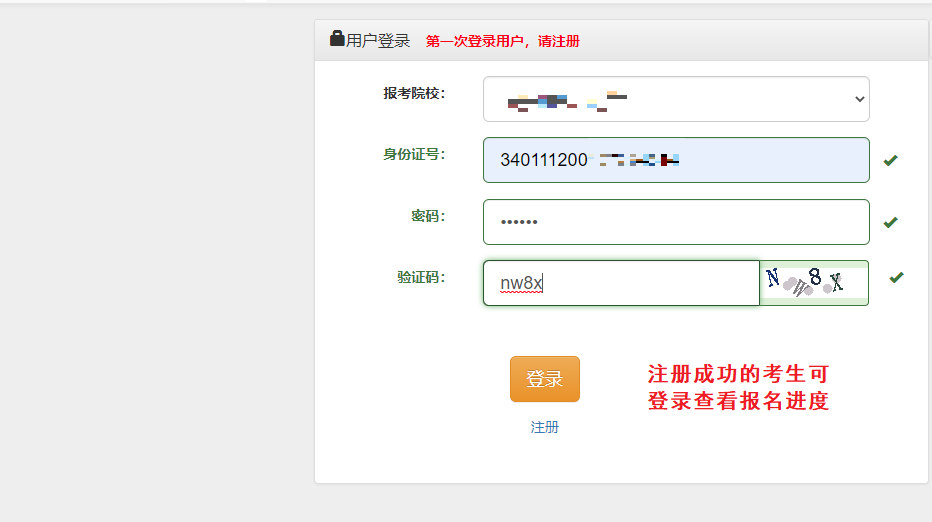 用户登录 第一次登录用户，请注册
报考院校：
身份证号： 340111200
密码： ••••••
验证码： nw8x NW8X
登录 注册成功的考生可
登录查看报名进度
注册